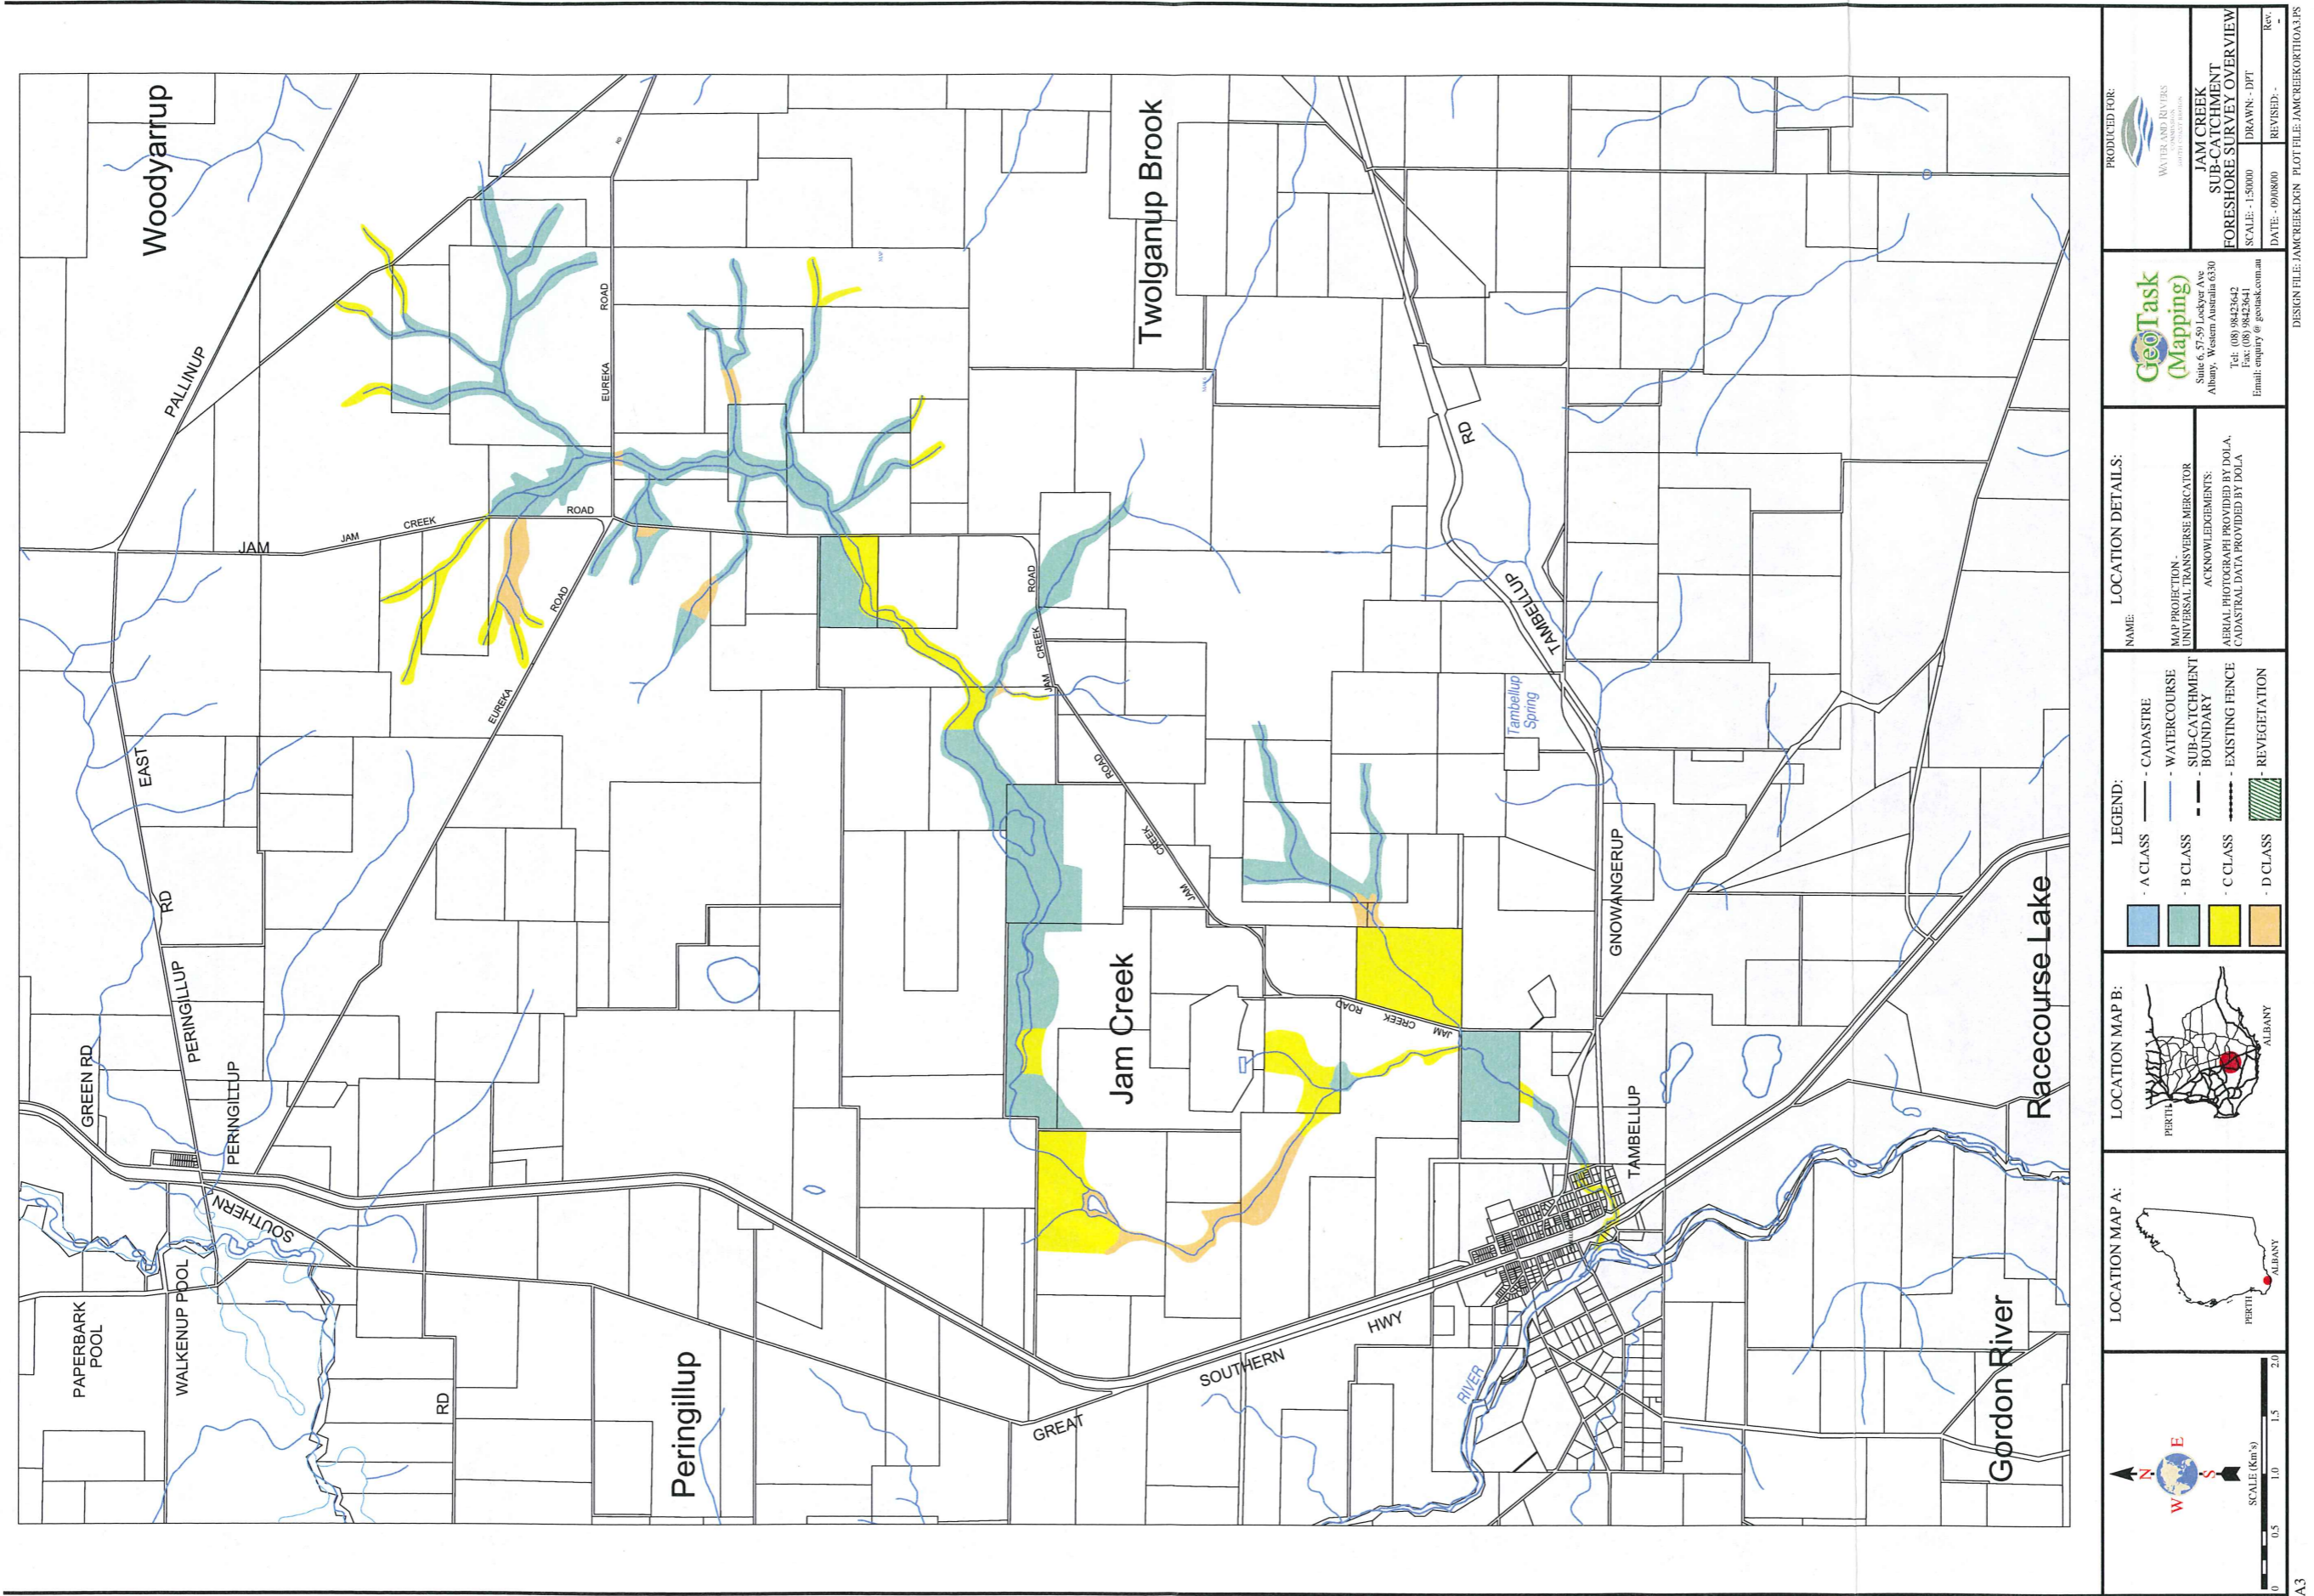 Woodyarrup
PALLINUP
Twolganup Brook
RD
ROAD
EUREKA
MAP
RD
JAM
JAM
CREEK
ROAD
EUREKA
ROAD
ROAD
CREEK
JAM
ROAD
CREEK
JAM
TAMBELLUP
Tambellup
Spring
GNOWANGERUP
EAST
RD
PERINGILLUP
GREEN RD
PERINGILLUP
Jam Creek
ROAD
CREEK
JAM
TAMBELLUP
Racecourse Lake
SOUTHERN
PAPERBARK
POOL
WALKENUP POOL
RD
Peringillup
GREAT
SOUTHERN
HWY
RIVER
Gordon River
A3
N
W
E
S
SCALE (Km's)
0
0.5
1.0
1.5
2.0
LOCATION MAP A:
PERTH
ALBANY
LOCATION MAP B:
PERTH
ALBANY
LEGEND:
- A CLASS
- B CLASS
- C CLASS
- D CLASS
- CADASTRE
- WATERCOURSE
- SUB-CATCHMENT
BOUNDARY
- EXISTING FENCE
- REVEGETATION
LOCATION DETAILS:
NAME:
MAP PROJECTION -
UNIVERSAL TRANSVERSE MERCATOR
ACKNOWLEDGEMENTS:
AERIAL PHOTOGRAPH PROVIDED BY DOLA.
CADASTRAL DATA PROVIDED BY DOLA
GeoTask
(Mapping)
Suite 6, 57-59 Lockyer Ave
Albany, Western Australia 6330
Tel: (08) 98423642
Fax: (08) 98423641
Email: enquiry @ geotask.com.au
PRODUCED FOR:
WATER AND RIVERS
COMMISSION
SOUTH COAST REGION
JAM CREEK
SUB-CATCHMENT
FORESHORE SURVEY OVERVIEW
SCALE: - 1:50000
DRAWN: - DPT
DATE: - 09/08/00
REVISED: -
Rev.
-
DESIGN FILE: JAMCREEK.DGN PLOT FILE: JAMCREEKORTHOA3.PS